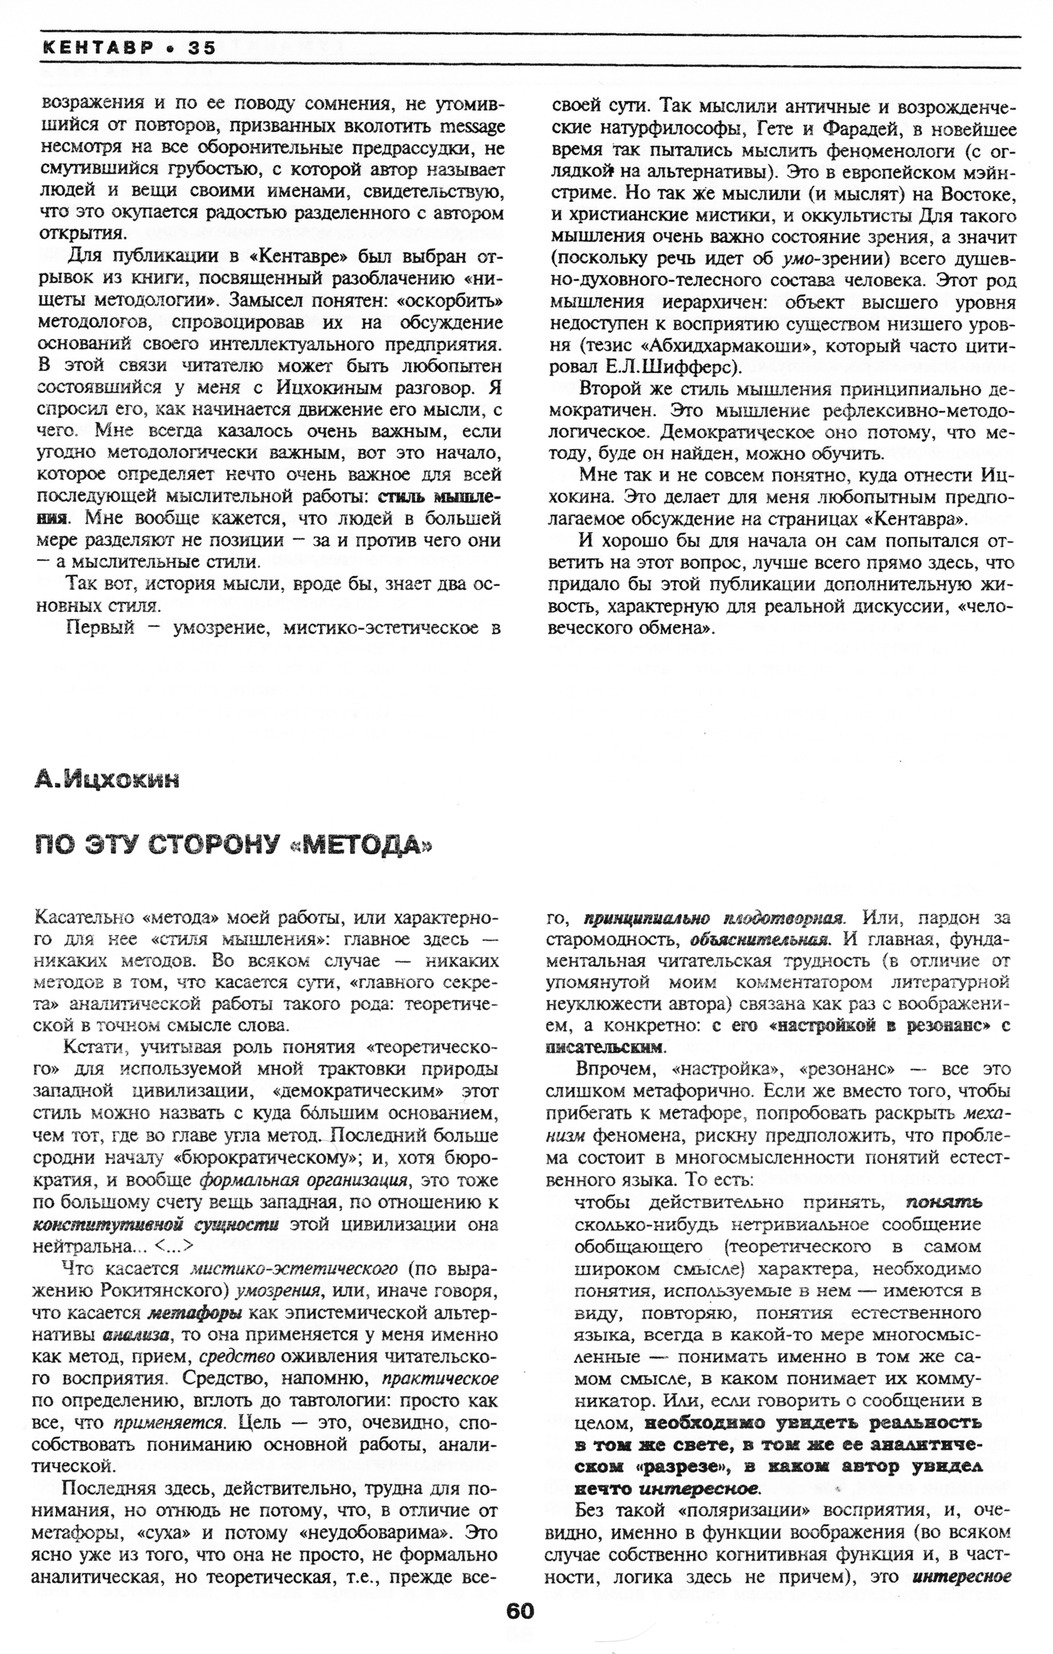 КЕНТАВР • 35
возражения и по ее поводу сомнения, не утомив-
шийся от повторов, призванных вколотить message
несмотря на все оборонительные предрассудки, не
смутившийся грубостью, с которой автор называет
людей и вещи своими именами, свидетельствую,
что это окупается радостью разделенного с автором
открытия.
Для публикации в «Кентавре» был выбран от-
рывок из книги, посвященный разоблачению «ни-
щеты методологии». Замысел понятен: «оскорбить»
методологов, спровоцировав их на обсуждение
оснований своего интеллектуального предприятия.
В этой связи читателю может быть любопытен
состоявшийся у меня с Ицхокиным разговор. Я
спросил его, как начинается движение его мысли, с
чего. Мне всегда казалось очень важным, если
угодно методологически важным, вот это начало,
которое определяет нечто очень важное для всей
последующей мыслительной работы: стиль мышле-
ния. Мне вообще кажется, что людей в большей
мере разделяют не позиции — за и против чего они
— а мыслительные стили.
Так вот, история мысли, вроде бы, знает два ос-
новных стиля.
Первый — умозрение, мистико-эстетическое в
своей сути. Так мыслили античные и возрожденче-
ские натурфилософы, Гете и Фарадей, в новейшее
время так пытались мыслить феноменологи (с ог-
лядкой на альтернативы). Это в европейском мэйн-
стриме. Но так же мыслили (и мыслят) на Востоке,
и христианские мистики, и оккультисты Для такого
мышления очень важно состояние зрения, а значит
(поскольку речь идет об умо-зрении) всего душев-
но-духовного-телесного состава человека. Этот род
мышления иерархичен: объект высшего уровня
недоступен к восприятию существом низшего уров-
ня (тезис «Абхидхармакоши», который часто цити-
ровал Е.Л.Шифферс).
Второй же стиль мышления принципиально де-
мократичен. Это мышление рефлексивно-методо-
логическое. Демократическое оно потому, что ме-
тоду, буде он найден, можно обучить.
Мне так и не совсем понятно, куда отнести Иц-
хокина. Это делает для меня любопытным предпо-
лагаемое обсуждение на страницах «Кентавра».
И хорошо бы для начала он сам попытался от-
ветить на этот вопрос, лучше всего прямо здесь, что
придало бы этой публикации дополнительную жи-
вость, характерную для реальной дискуссии, «чело-
веческого обмена».
А.Ицхокин
ПО ЭТУ СТОРОНУ «МЕТОДА»
Касательно «метода» моей работы, или характерно-
го для нее «стиля мышления»: главное здесь —
никаких методов. Во всяком случае — никаких
методов в том, что касается сути, «главного секре-
та» аналитической работы такого рода: теоретиче-
ской в точном смысле слова.
Кстати, учитывая роль понятия «теоретическо-
го» для используемой мной трактовки природы
западной цивилизации, «демократическим» этот
стиль можно назвать с куда бóльшим основанием,
чем тот, где во главе угла метод. Последний больше
сродни началу «бюрократическому»; и, хотя бюро-
кратия, и вообще формальная организация, это тоже
по большому счету вещь западная, по отношению к
конститутивной сущности этой цивилизации она
нейтральна... <...>
Что касается мистико-эстетического (по выра-
жению Рокитянского) умозрения, или, иначе говоря,
что касается метафоры как эпистемической альтер-
нативы анализа, то она применяется у меня именно
как метод, прием, средство оживления читательско-
го восприятия. Средство, напомню, практическое
по определению, вплоть до тавтологии: просто как
все, что применяется. Цель — это, очевидно, спо-
собствовать пониманию основной работы, анали-
тической.
Последняя здесь, действительно, трудна для по-
нимания, но отнюдь не потому, что, в отличие от
метафоры, «суха» и потому «неудобоварима». Это
ясно уже из того, что она не просто, не формально
аналитическая, но теоретическая, т.е., прежде все-
го, принципиально плодотворная. Или, пардон за
старомодность, объяснительная. И главная, фунда-
ментальная читательская трудность (в отличие от
упомянутой моим комментатором литературной
неуклюжести автора) связана как раз с воображени-
ем, а конкретно: с его «настройкой в резонанс» с
писательским.
Впрочем, «настройка», «резонанс» — все это
слишком метафорично. Если же вместо того, чтобы
прибегать к метафоре, попробовать раскрыть меха-
низм феномена, рискну предположить, что пробле-
ма состоит в многосмысленности понятий естест-
венного языка. То есть:
чтобы действительно принять, понять
сколько-нибудь нетривиальное сообщение
обобщающего (теоретического в самом
широком смысле) характера, необходимо
понятия, используемые в нем — имеются в
виду, повторяю, понятия естественного
языка, всегда в какой-то мере многосмыс-
ленные — понимать именно в том же са-
мом смысле, в каком понимает их комму-
никатор. Или, если говорить о сообщении в
целом, необходимо увидеть реальность
в том же свете, в том же ее аналитиче-
ском «разрезе», в каком автор увидел
нечто интересное.
Без такой «поляризации» восприятия, и, оче-
видно, именно в функции воображения (во всяком
случае собственно когнитивная функция и, в част-
ности, логика здесь не причем), это интересное
60